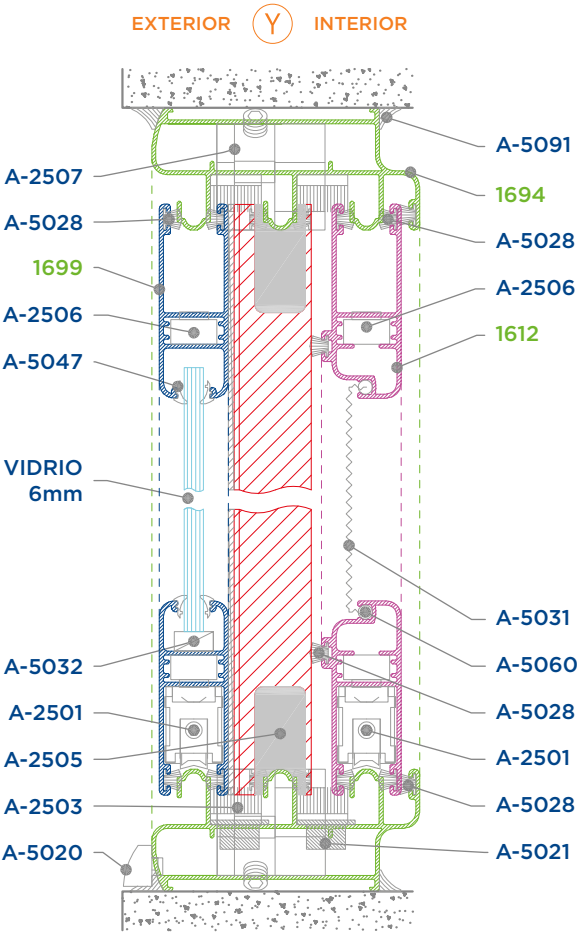 EXTERIOR Y INTERIOR
A-5091
A-2507
1694
A-5028
A-5028
1699
A-2506
A-2506
1612
A-5047
VIDRIO
6mm
A-5031
A-5032
A-5060
A-2501
A-5028
A-2505
A-2501
A-2503
A-5028
A-5020
A-5021